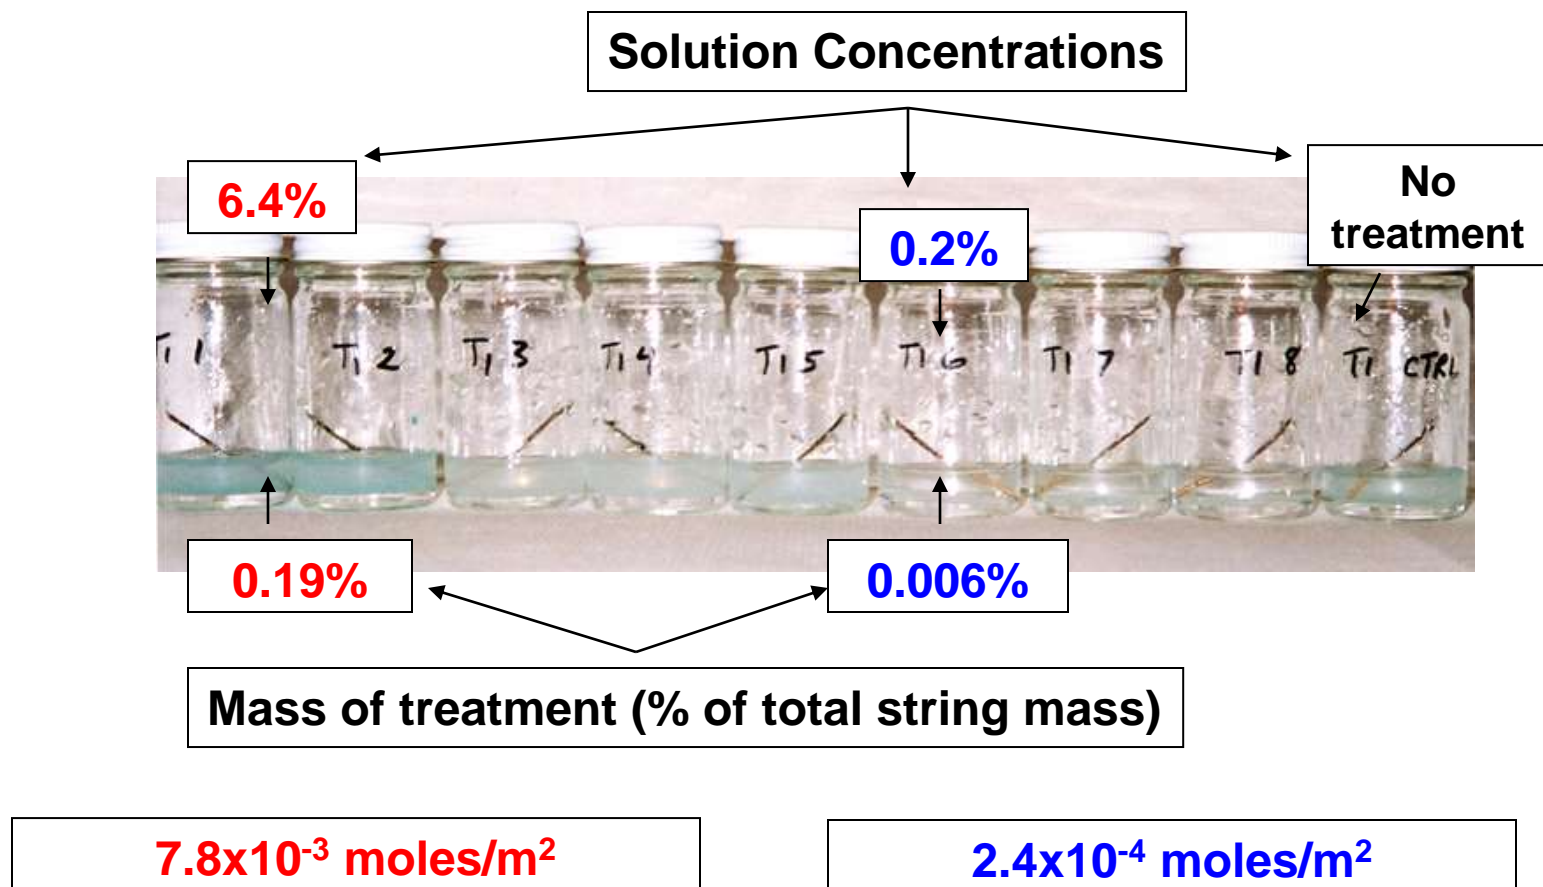 Solution Concentrations
6.4%
0.2%
No
treatment
Ti 1
Ti 2
Ti 3
Ti 4
Ti 5
Ti 6
Ti 7
Ti 8
Ti CTRL
0.19%
0.006%
Mass of treatment (% of total string mass)
7.8x10⁻³ moles/m²
2.4x10⁻⁴ moles/m²